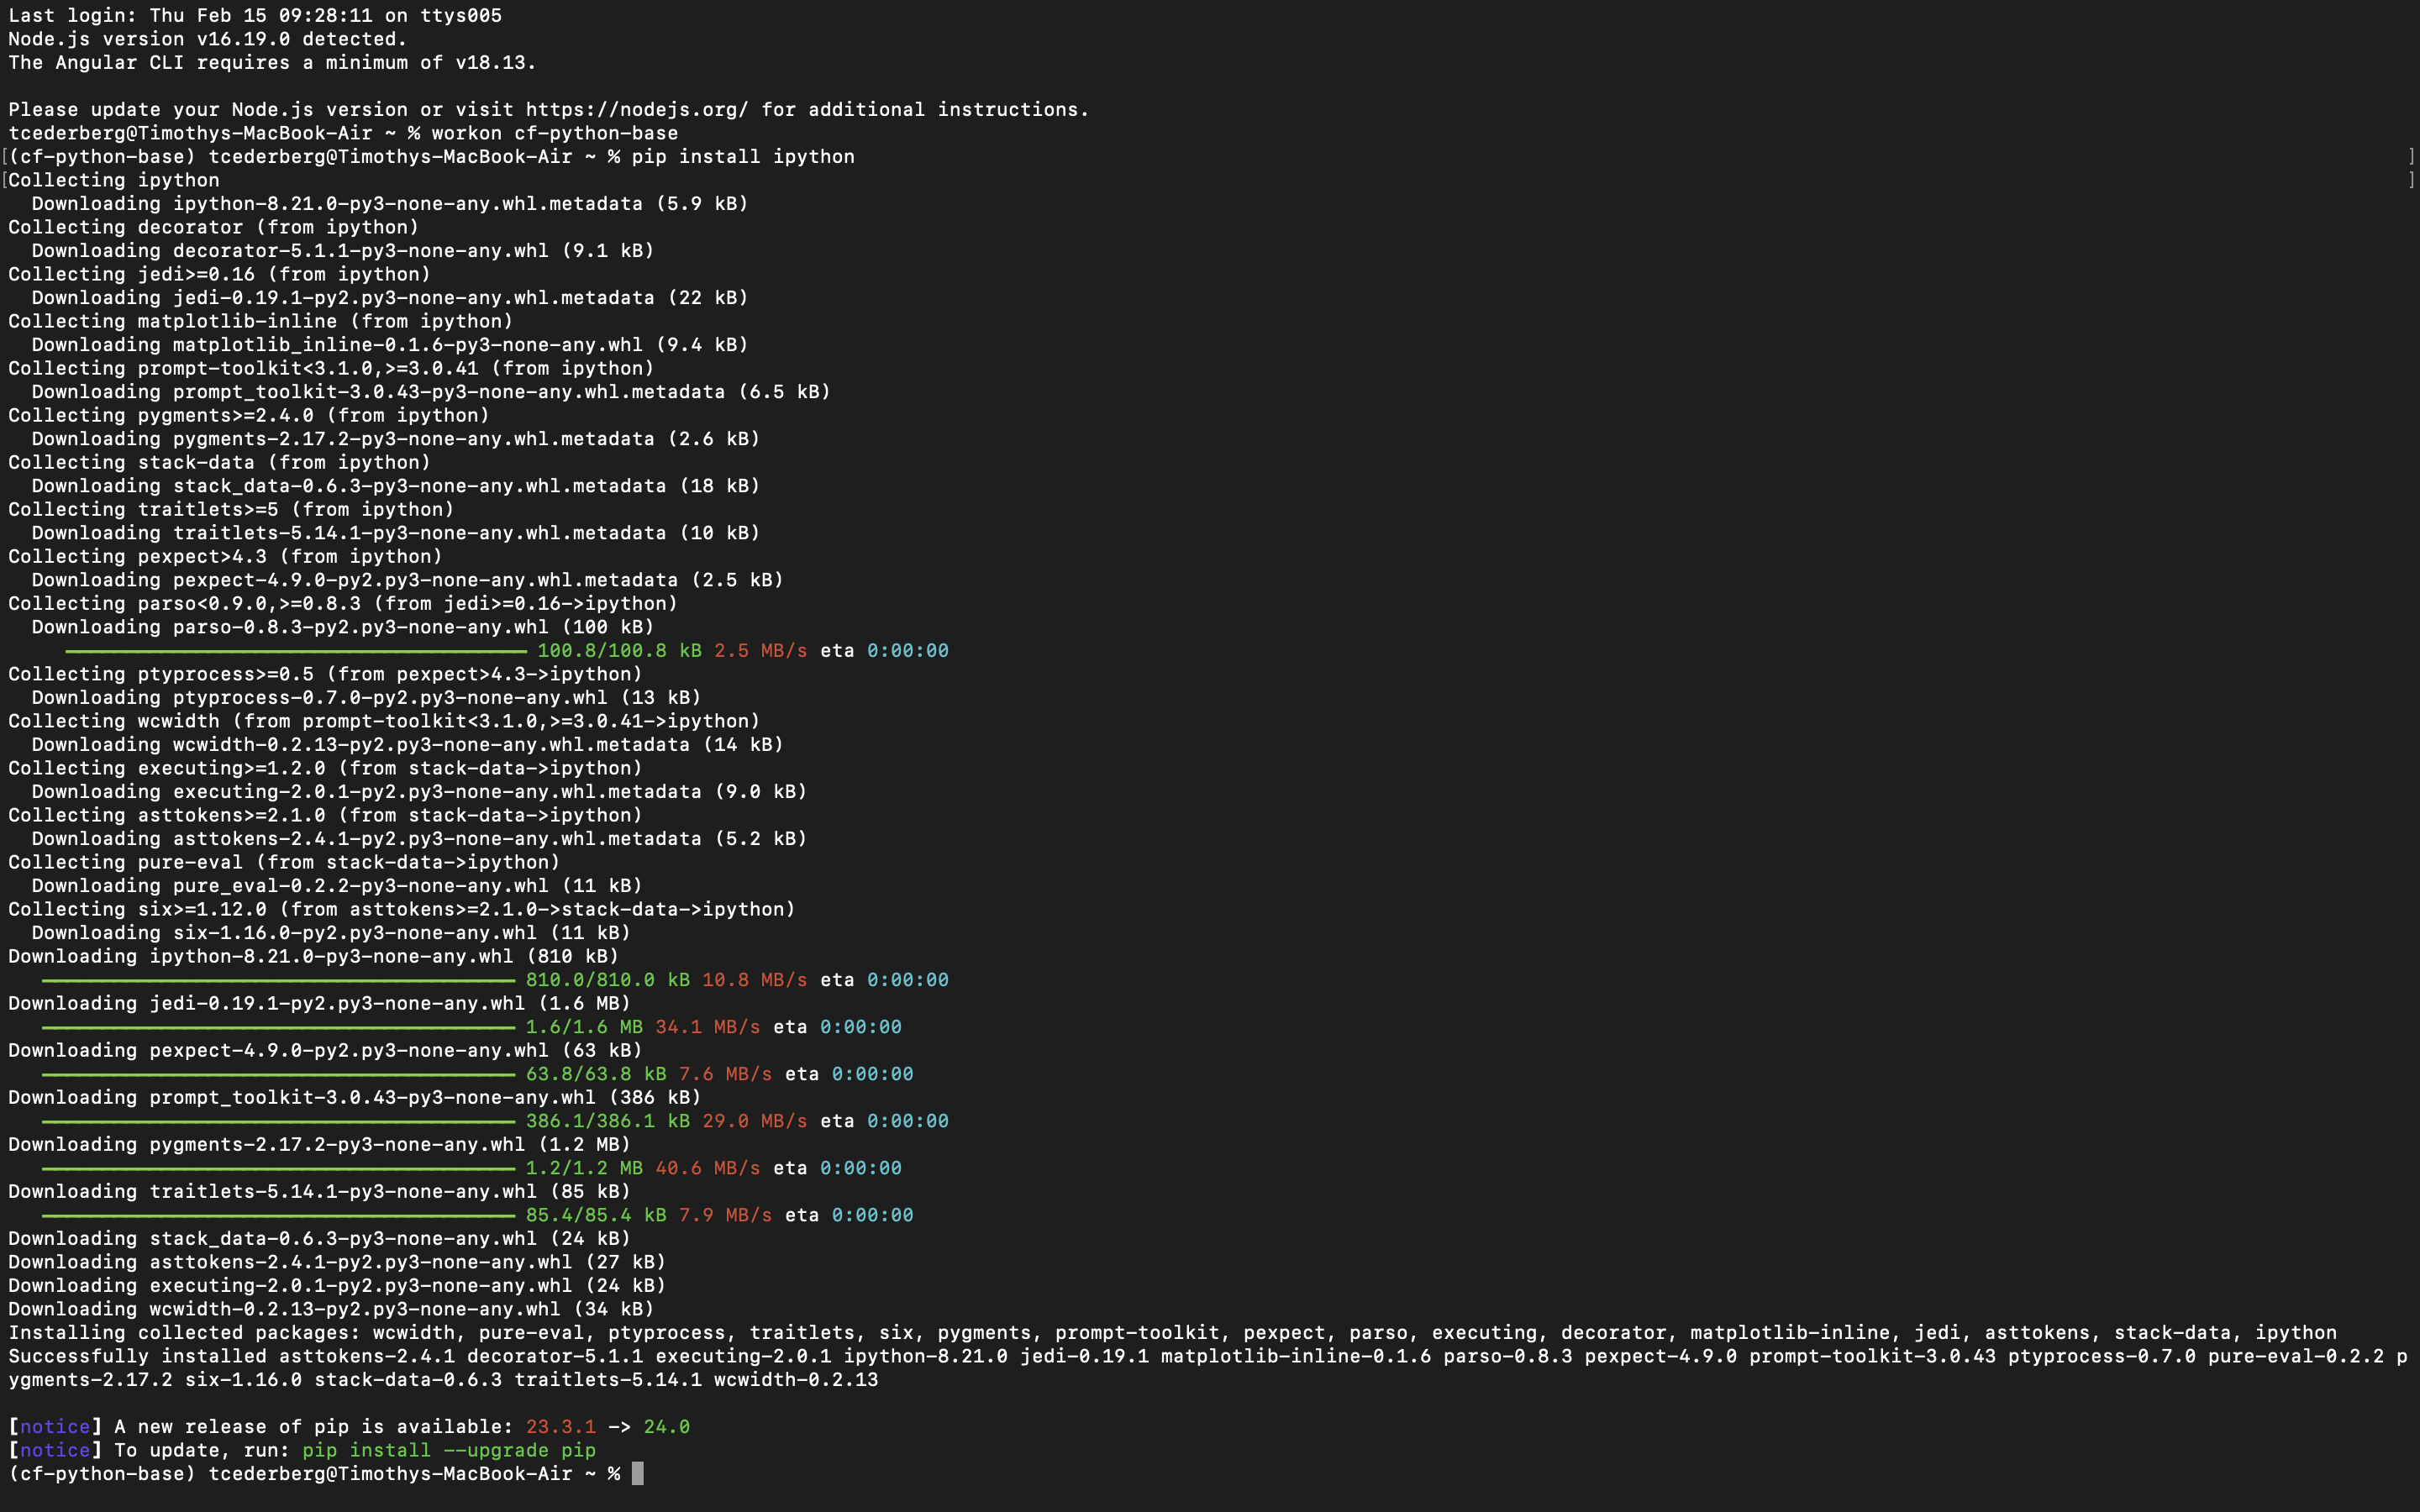 Last login: Thu Feb 15 09:28:11 on ttys005
Node.js version v16.19.0 detected.
The Angular CLI requires a minimum of v18.13.
Please update your Node.js version or visit https://nodejs.org/ for additional instructions.
tcederberg@Timothys-MacBook-Air ~ % workon cf-python-base
[(cf-python-base) tcederberg@Timothys-MacBook-Air ~ % pip install ipython ]
[Collecting ipython ]
  Downloading ipython-8.21.0-py3-none-any.whl.metadata (5.9 kB)
Collecting decorator (from ipython)
  Downloading decorator-5.1.1-py3-none-any.whl (9.1 kB)
Collecting jedi>=0.16 (from ipython)
  Downloading jedi-0.19.1-py2.py3-none-any.whl.metadata (22 kB)
Collecting matplotlib-inline (from ipython)
  Downloading matplotlib_inline-0.1.6-py3-none-any.whl (9.4 kB)
Collecting prompt-toolkit<3.1.0,>=3.0.41 (from ipython)
  Downloading prompt_toolkit-3.0.43-py3-none-any.whl.metadata (6.5 kB)
Collecting pygments>=2.4.0 (from ipython)
  Downloading pygments-2.17.2-py3-none-any.whl.metadata (2.6 kB)
Collecting stack-data (from ipython)
  Downloading stack_data-0.6.3-py3-none-any.whl.metadata (18 kB)
Collecting traitlets>=5 (from ipython)
  Downloading traitlets-5.14.1-py3-none-any.whl.metadata (10 kB)
Collecting pexpect>4.3 (from ipython)
  Downloading pexpect-4.9.0-py2.py3-none-any.whl.metadata (2.5 kB)
Collecting parso<0.9.0,>=0.8.3 (from jedi>=0.16->ipython)
  Downloading parso-0.8.3-py2.py3-none-any.whl (100 kB)
100.8/100.8 kB 2.5 MB/s eta 0:00:00
Collecting ptyprocess>=0.5 (from pexpect>4.3->ipython)
  Downloading ptyprocess-0.7.0-py2.py3-none-any.whl (13 kB)
Collecting wcwidth (from prompt-toolkit<3.1.0,>=3.0.41->ipython)
  Downloading wcwidth-0.2.13-py2.py3-none-any.whl.metadata (14 kB)
Collecting executing>=1.2.0 (from stack-data->ipython)
  Downloading executing-2.0.1-py2.py3-none-any.whl.metadata (9.0 kB)
Collecting asttokens>=2.1.0 (from stack-data->ipython)
  Downloading asttokens-2.4.1-py2.py3-none-any.whl.metadata (5.2 kB)
Collecting pure-eval (from stack-data->ipython)
  Downloading pure_eval-0.2.2-py3-none-any.whl (11 kB)
Collecting six>=1.12.0 (from asttokens>=2.1.0->stack-data->ipython)
  Downloading six-1.16.0-py2.py3-none-any.whl (11 kB)
Downloading ipython-8.21.0-py3-none-any.whl (810 kB)
810.0/810.0 kB 10.8 MB/s eta 0:00:00
Downloading jedi-0.19.1-py2.py3-none-any.whl (1.6 MB)
1.6/1.6 MB 34.1 MB/s eta 0:00:00
Downloading pexpect-4.9.0-py2.py3-none-any.whl (63 kB)
63.8/63.8 kB 7.6 MB/s eta 0:00:00
Downloading prompt_toolkit-3.0.43-py3-none-any.whl (386 kB)
386.1/386.1 kB 29.0 MB/s eta 0:00:00
Downloading pygments-2.17.2-py3-none-any.whl (1.2 MB)
1.2/1.2 MB 40.6 MB/s eta 0:00:00
Downloading traitlets-5.14.1-py3-none-any.whl (85 kB)
85.4/85.4 kB 7.9 MB/s eta 0:00:00
Downloading stack_data-0.6.3-py3-none-any.whl (24 kB)
Downloading asttokens-2.4.1-py2.py3-none-any.whl (27 kB)
Downloading executing-2.0.1-py2.py3-none-any.whl (24 kB)
Downloading wcwidth-0.2.13-py2.py3-none-any.whl (34 kB)
Installing collected packages: wcwidth, pure-eval, ptyprocess, traitlets, six, pygments, prompt-toolkit, pexpect, parso, executing, decorator, matplotlib-inline, jedi, asttokens, stack-data, ipython
Successfully installed asttokens-2.4.1 decorator-5.1.1 executing-2.0.1 ipython-8.21.0 jedi-0.19.1 matplotlib-inline-0.1.6 parso-0.8.3 pexpect-4.9.0 prompt-toolkit-3.0.43 ptyprocess-0.7.0 pure-eval-0.2.2 p
ygments-2.17.2 six-1.16.0 stack-data-0.6.3 traitlets-5.14.1 wcwidth-0.2.13
[notice] A new release of pip is available: 23.3.1 -> 24.0
[notice] To update, run: pip install --upgrade pip
(cf-python-base) tcederberg@Timothys-MacBook-Air ~ %